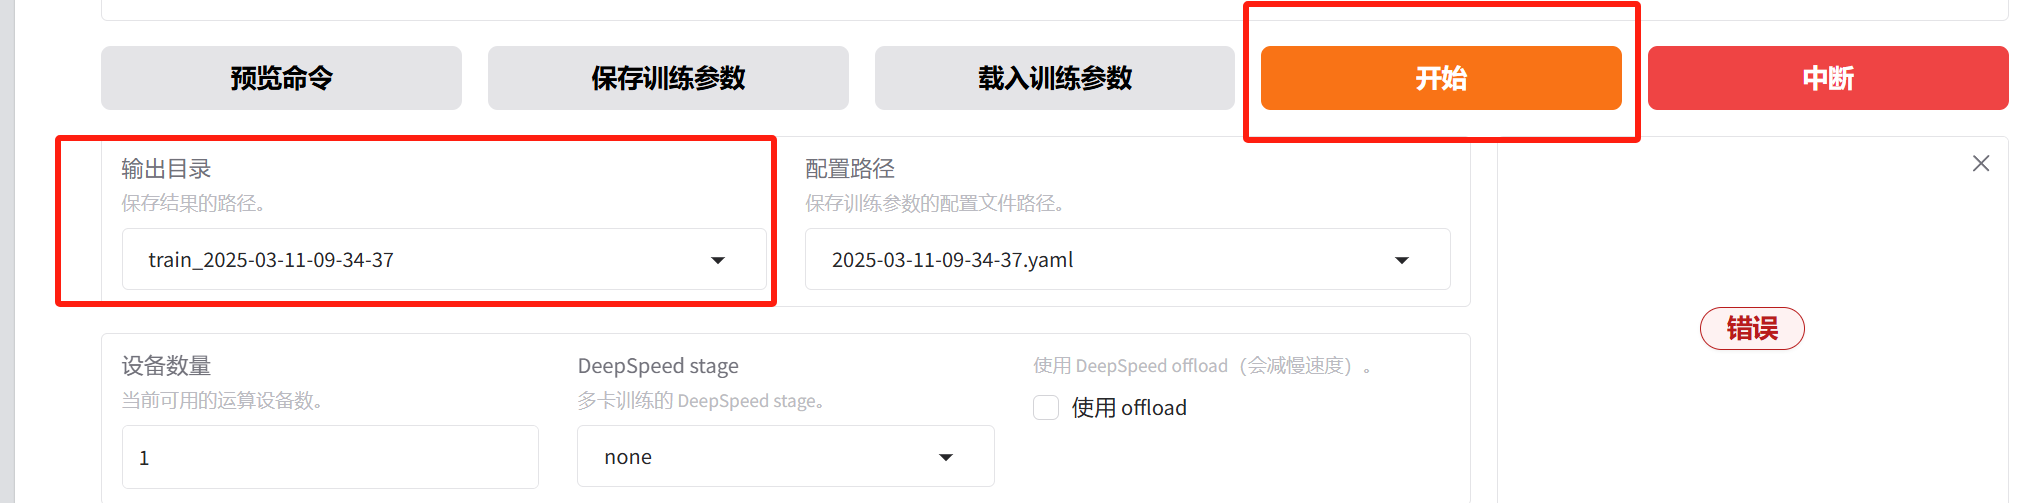 预览命令
保存训练参数
载入训练参数
开始
中断
输出目录
保存结果的路径。
train_2025-03-11-09-34-37
配置路径
保存训练参数的配置文件路径。
2025-03-11-09-34-37.yaml
错误
设备数量
当前可用的运算设备数。
1
DeepSpeed stage
多卡训练的 DeepSpeed stage。
none
使用 DeepSpeed offload（会减慢速度）。
使用 offload